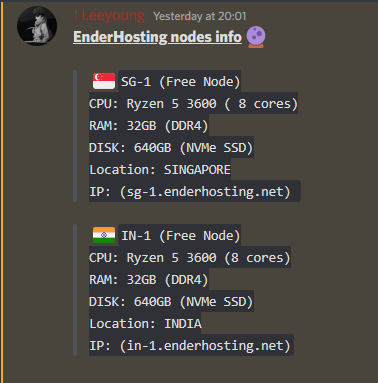 ! Leeyoung Yesterday at 20:01
EnderHosting nodes info
SG-1 (Free Node)
CPU: Ryzen 5 3600 ( 8 cores)
RAM: 32GB (DDR4)
DISK: 640GB (NVMe SSD)
Location: SINGAPORE
IP: (sg-1.enderhosting.net)
IN-1 (Free Node)
CPU: Ryzen 5 3600 (8 cores)
RAM: 32GB (DDR4)
DISK: 640GB (NVMe SSD)
Location: INDIA
IP: (in-1.enderhosting.net)